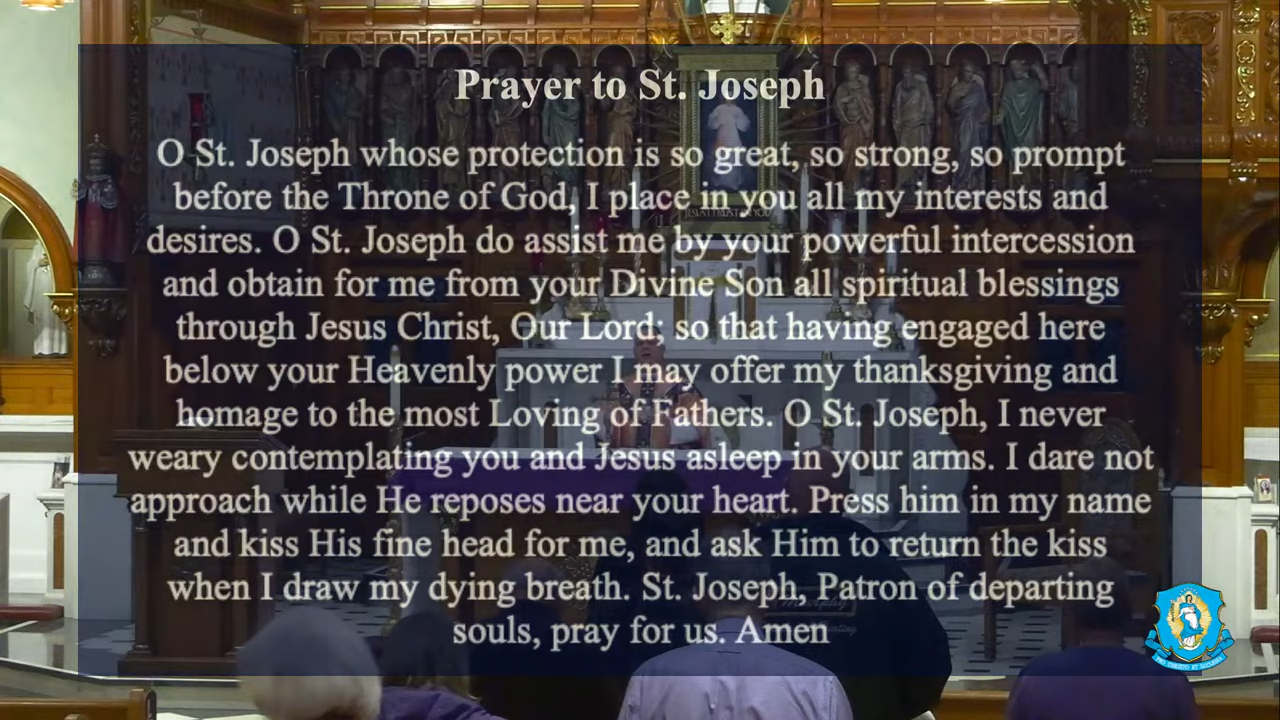 Prayer to St. Joseph
O St. Joseph whose protection is so great, so strong, so prompt
before the Throne of God, I place in you all my interests and
desires. O St. Joseph do assist me by your powerful intercession
and obtain for me from your Divine Son all spiritual blessings
through Jesus Christ, Our Lord; so that having engaged here
below your Heavenly power I may offer my thanksgiving and
homage to the most Loving of Fathers. O St. Joseph, I never
weary contemplating you and Jesus asleep in your arms. I dare not
approach while He reposes near your heart. Press him in my name
and kiss His fine head for me, and ask Him to return the kiss
when I draw my dying breath. St. Joseph, Patron of departing
souls, pray for us. Amen
Murphy